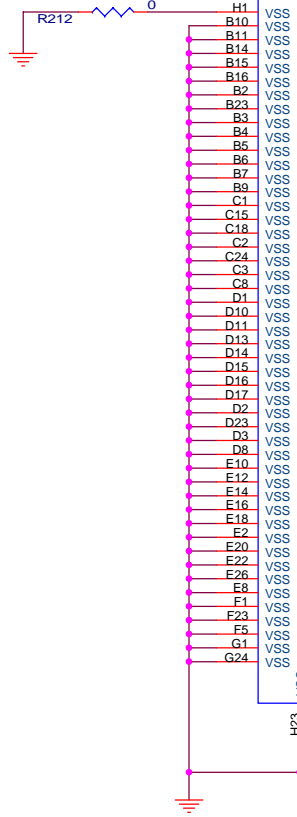 0
R212
H1 VSS
B10 VSS
B11 VSS
B14 VSS
B15 VSS
B16 VSS
B2 VSS
B23 VSS
B3 VSS
B4 VSS
B5 VSS
B6 VSS
B7 VSS
B9 VSS
C1 VSS
C15 VSS
C18 VSS
C2 VSS
C24 VSS
C3 VSS
C8 VSS
D1 VSS
D10 VSS
D11 VSS
D13 VSS
D14 VSS
D15 VSS
D16 VSS
D17 VSS
D2 VSS
D23 VSS
D3 VSS
D8 VSS
E10 VSS
E12 VSS
E14 VSS
E16 VSS
E18 VSS
E2 VSS
E20 VSS
E22 VSS
E26 VSS
E8 VSS
F1 VSS
F23 VSS
F5 VSS
G1 VSS
G24 VSS
H23